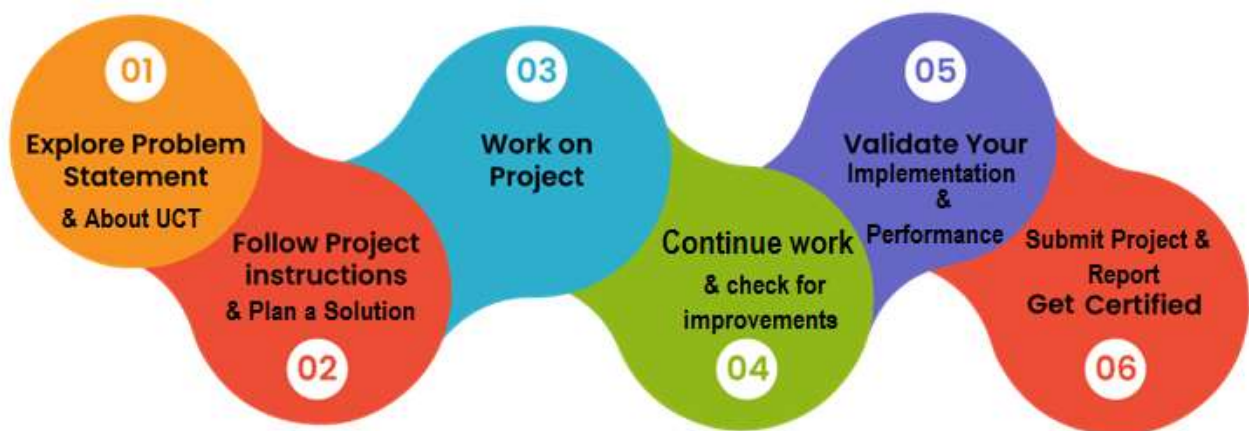 01
Explore Problem
Statement
& About UCT
Follow Project
instructions
& Plan a Solution
02
03
Work on
Project
Continue work
& check for
improvements
04
05
Validate Your
Implementation
&
Performance
Submit Project &
Report
Get Certified
06